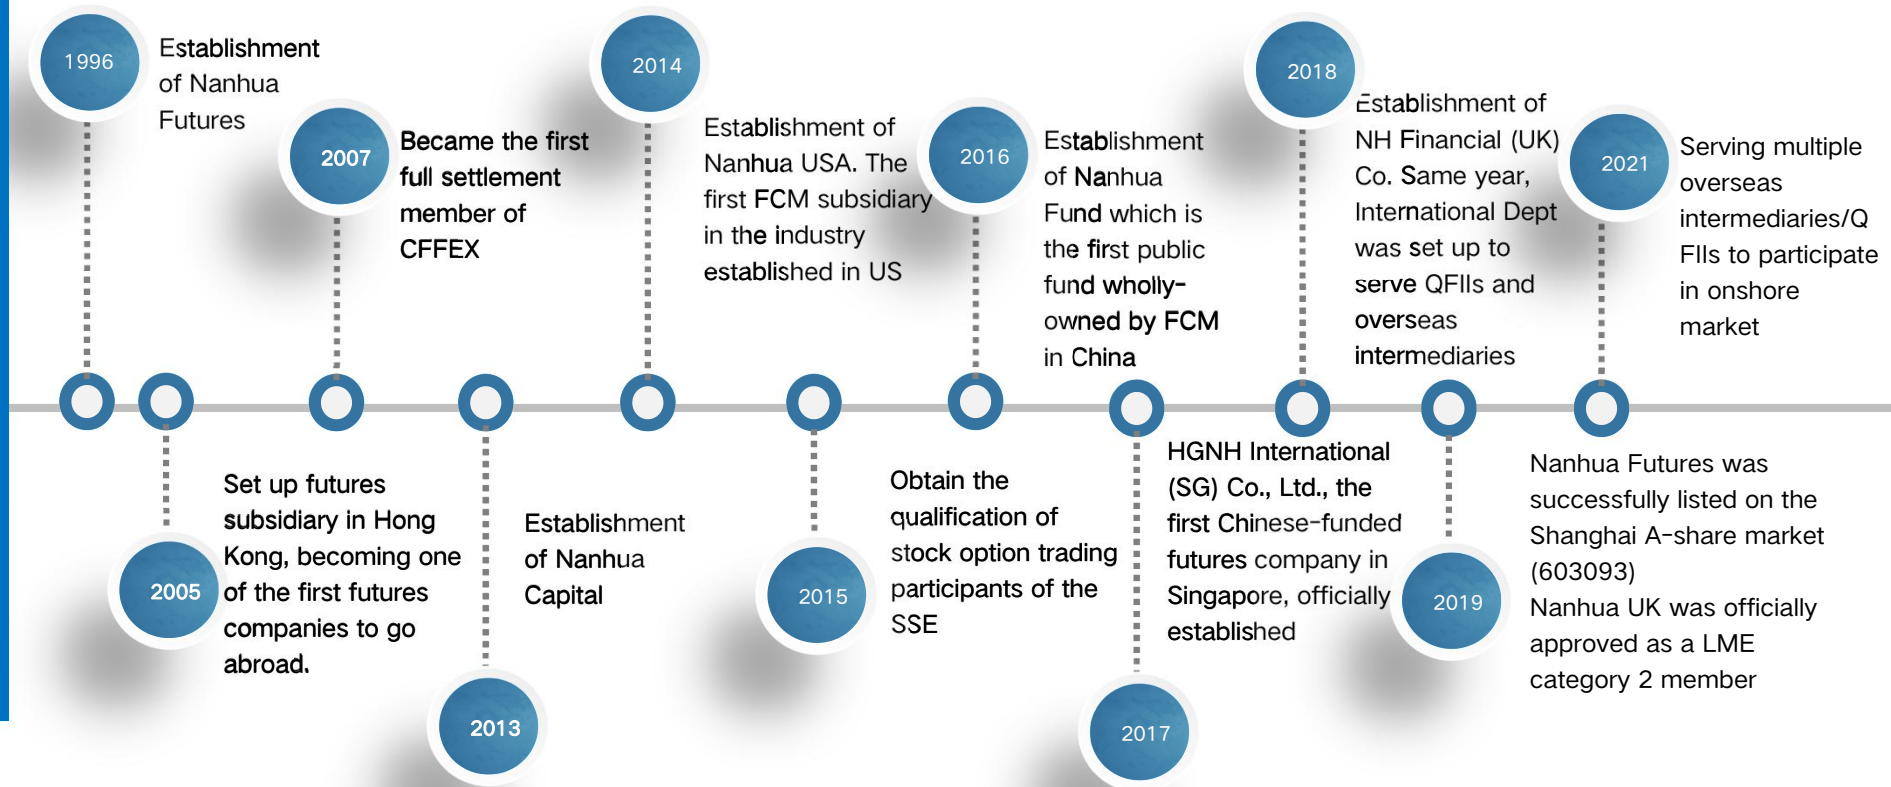 1996
Establishment
of Nanhua
Futures
2005
Set up futures
subsidiary in Hong
Kong, becoming one
of the first futures
companies to go
abroad.
2007
Became the first
full settlement
member of
CFFEX
2013
Establishment
of Nanhua
Capital
2014
Establishment of
Nanhua USA. The
first FCM subsidiary
in the industry
established in US
2015
Obtain the
qualification of
stock option trading
participants of the
SSE
2016
Establishment
of Nanhua
Fund which is
the first public
fund wholly-
owned by FCM
in China
2017
HGNH International
(SG) Co., Ltd., the
first Chinese-funded
futures company in
Singapore, officially
established
2018
Establishment of
NH Financial (UK)
Co. Same year,
International Dept
was set up to
serve QFIIs and
overseas
intermediaries
2019
Nanhua Futures was
successfully listed on the
Shanghai A-share market
(603093)
Nanhua UK was officially
approved as a LME
category 2 member
2021
Serving multiple
overseas
intermediaries/Q
FIIs to participate
in onshore
market